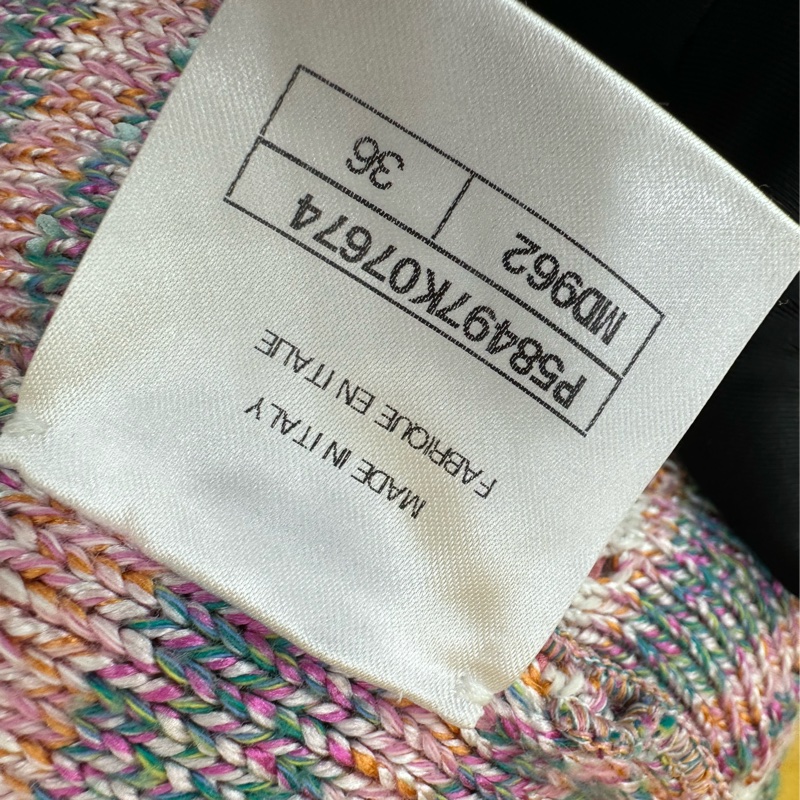 MADE IN ITALY
FABRIQUE EN ITALIE
P58497K07674
MD962 36